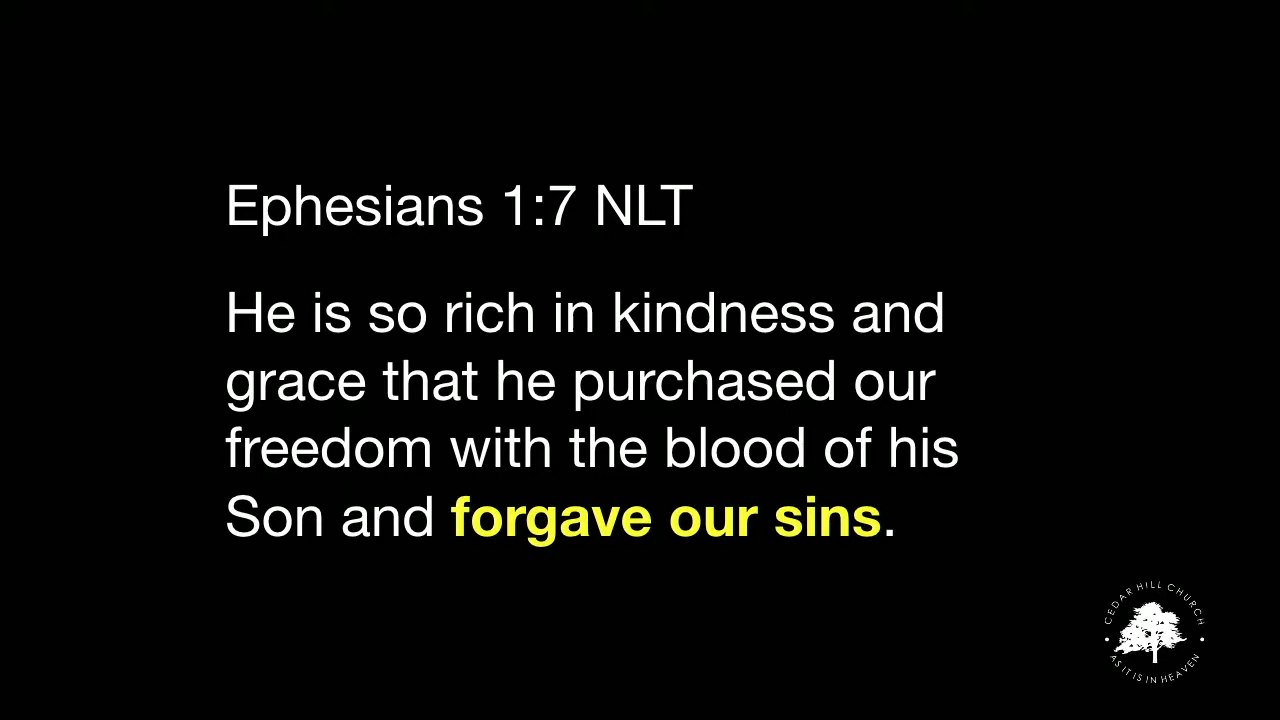 Ephesians 1:7 NLT
He is so rich in kindness and
grace that he purchased our
freedom with the blood of his
Son and forgave our sins.
CEDAR HILL CHURCH
AS IT IS IN HEAVEN